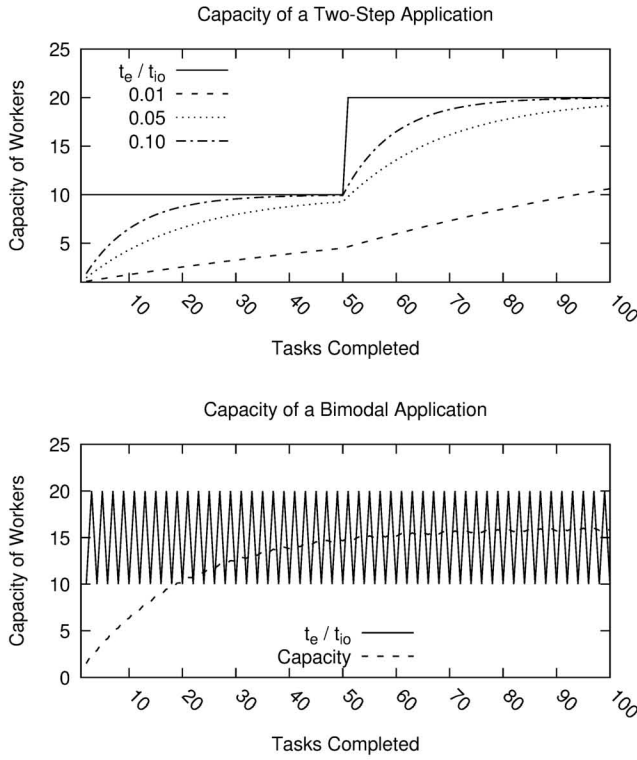 Capacity of a Two-Step Application
25
20
15
10
5
Capacity of Workers
t_e / t_io
0.01
0.05
0.10
10 20 30 40 50 60 70 80 90 100
Tasks Completed
Capacity of a Bimodal Application
25
20
15
10
5
0
Capacity of Workers
t_e / t_io
Capacity
10 20 30 40 50 60 70 80 90 100
Tasks Completed